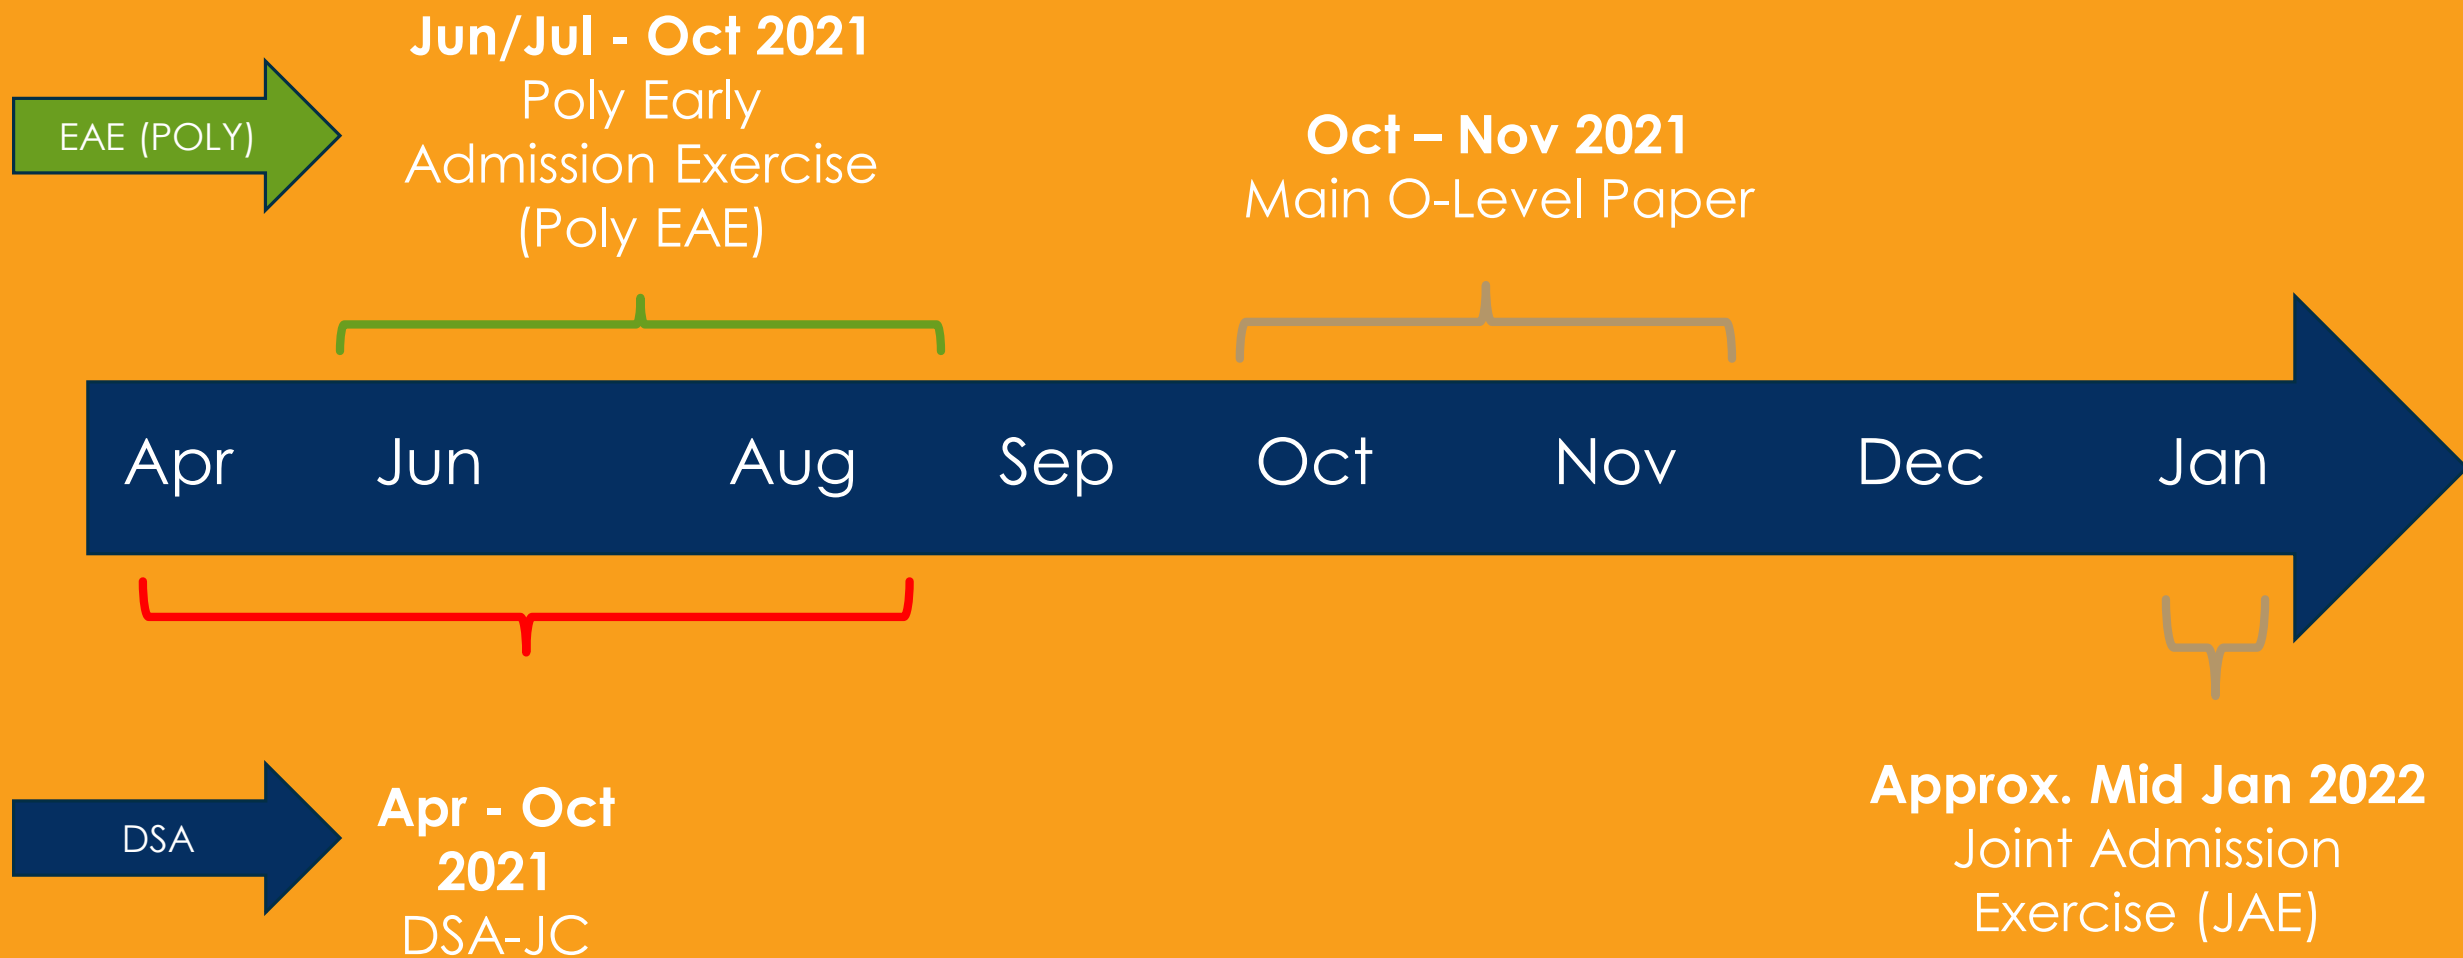 Jun/Jul - Oct 2021
Poly Early
Admission Exercise
(Poly EAE)
EAE (POLY)
Oct – Nov 2021
Main O-Level Paper
Apr Jun Aug Sep Oct Nov Dec Jan
DSA
Apr - Oct
2021
DSA-JC
Approx. Mid Jan 2022
Joint Admission
Exercise (JAE)